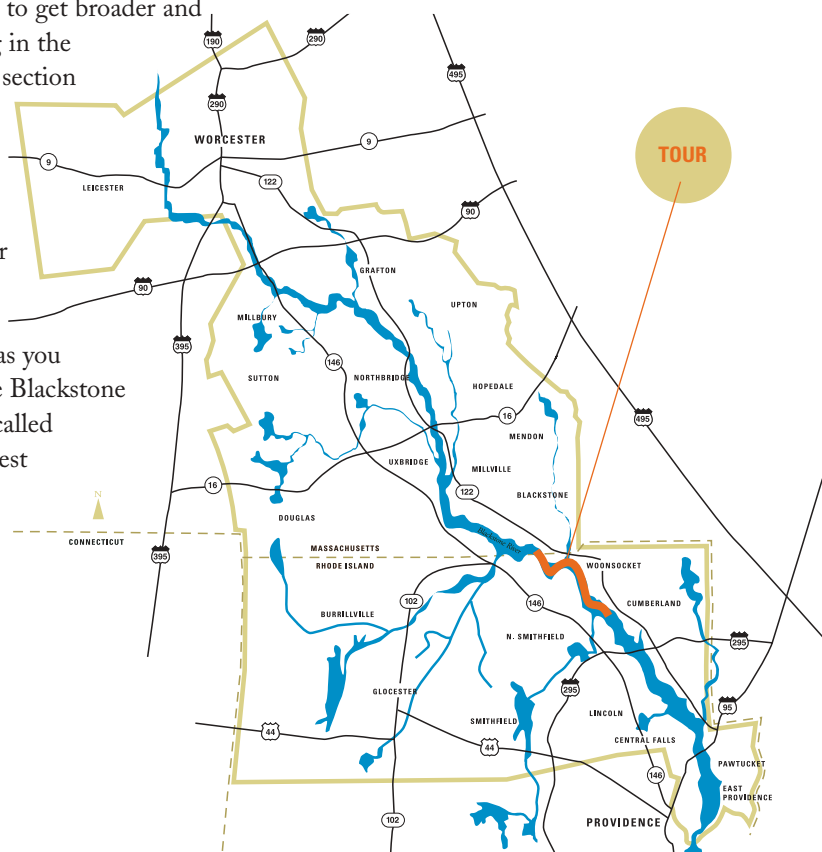 to get broader and
in the
section
r
as you
Blackstone
called
est
190
290
495
290
WORCESTER
9
TOUR
9
122
LEICESTER
90
GRAFTON
90
UPTON
MILLBURY
395
146
SUTTON
NORTHBRIDGE
HOPEDALE
16
495
MENDON
UXBRIDGE
MILLVILLE
16
122
BLACKSTONE
N
DOUGLAS
Blackstone River
CONNECTICUT
MASSACHUSETTS
395
RHODE ISLAND
WOONSOCKET
102
146
CUMBERLAND
BURRILLVILLE
N. SMITHFIELD
295
295
GLOCESTER
95
LINCOLN
SMITHFIELD
44
CENTRAL FALLS
44
PAWTUCKET
146
EAST
PROVIDENCE
102
PROVIDENCE